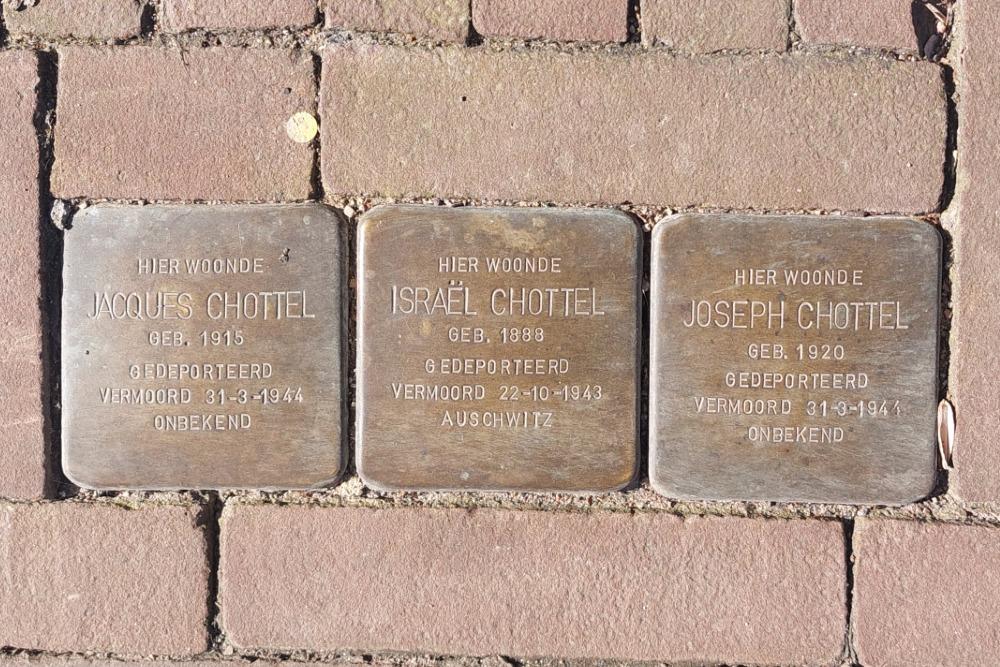 HIER WOONDE
JACQUES CHOTTEL
GEB. 1915
GEDEPORTEERD
VERMOORD 31-3-1944
ONBEKEND
HIER WOONDE
ISRAËL CHOTTEL
GEB. 1888
GEDEPORTEERD
VERMOORD 22-10-1943
AUSCHWITZ
HIER WOONDE
JOSEPH CHOTTEL
GEB. 1920
GEDEPORTEERD
VERMOORD 31-3-1944
ONBEKEND